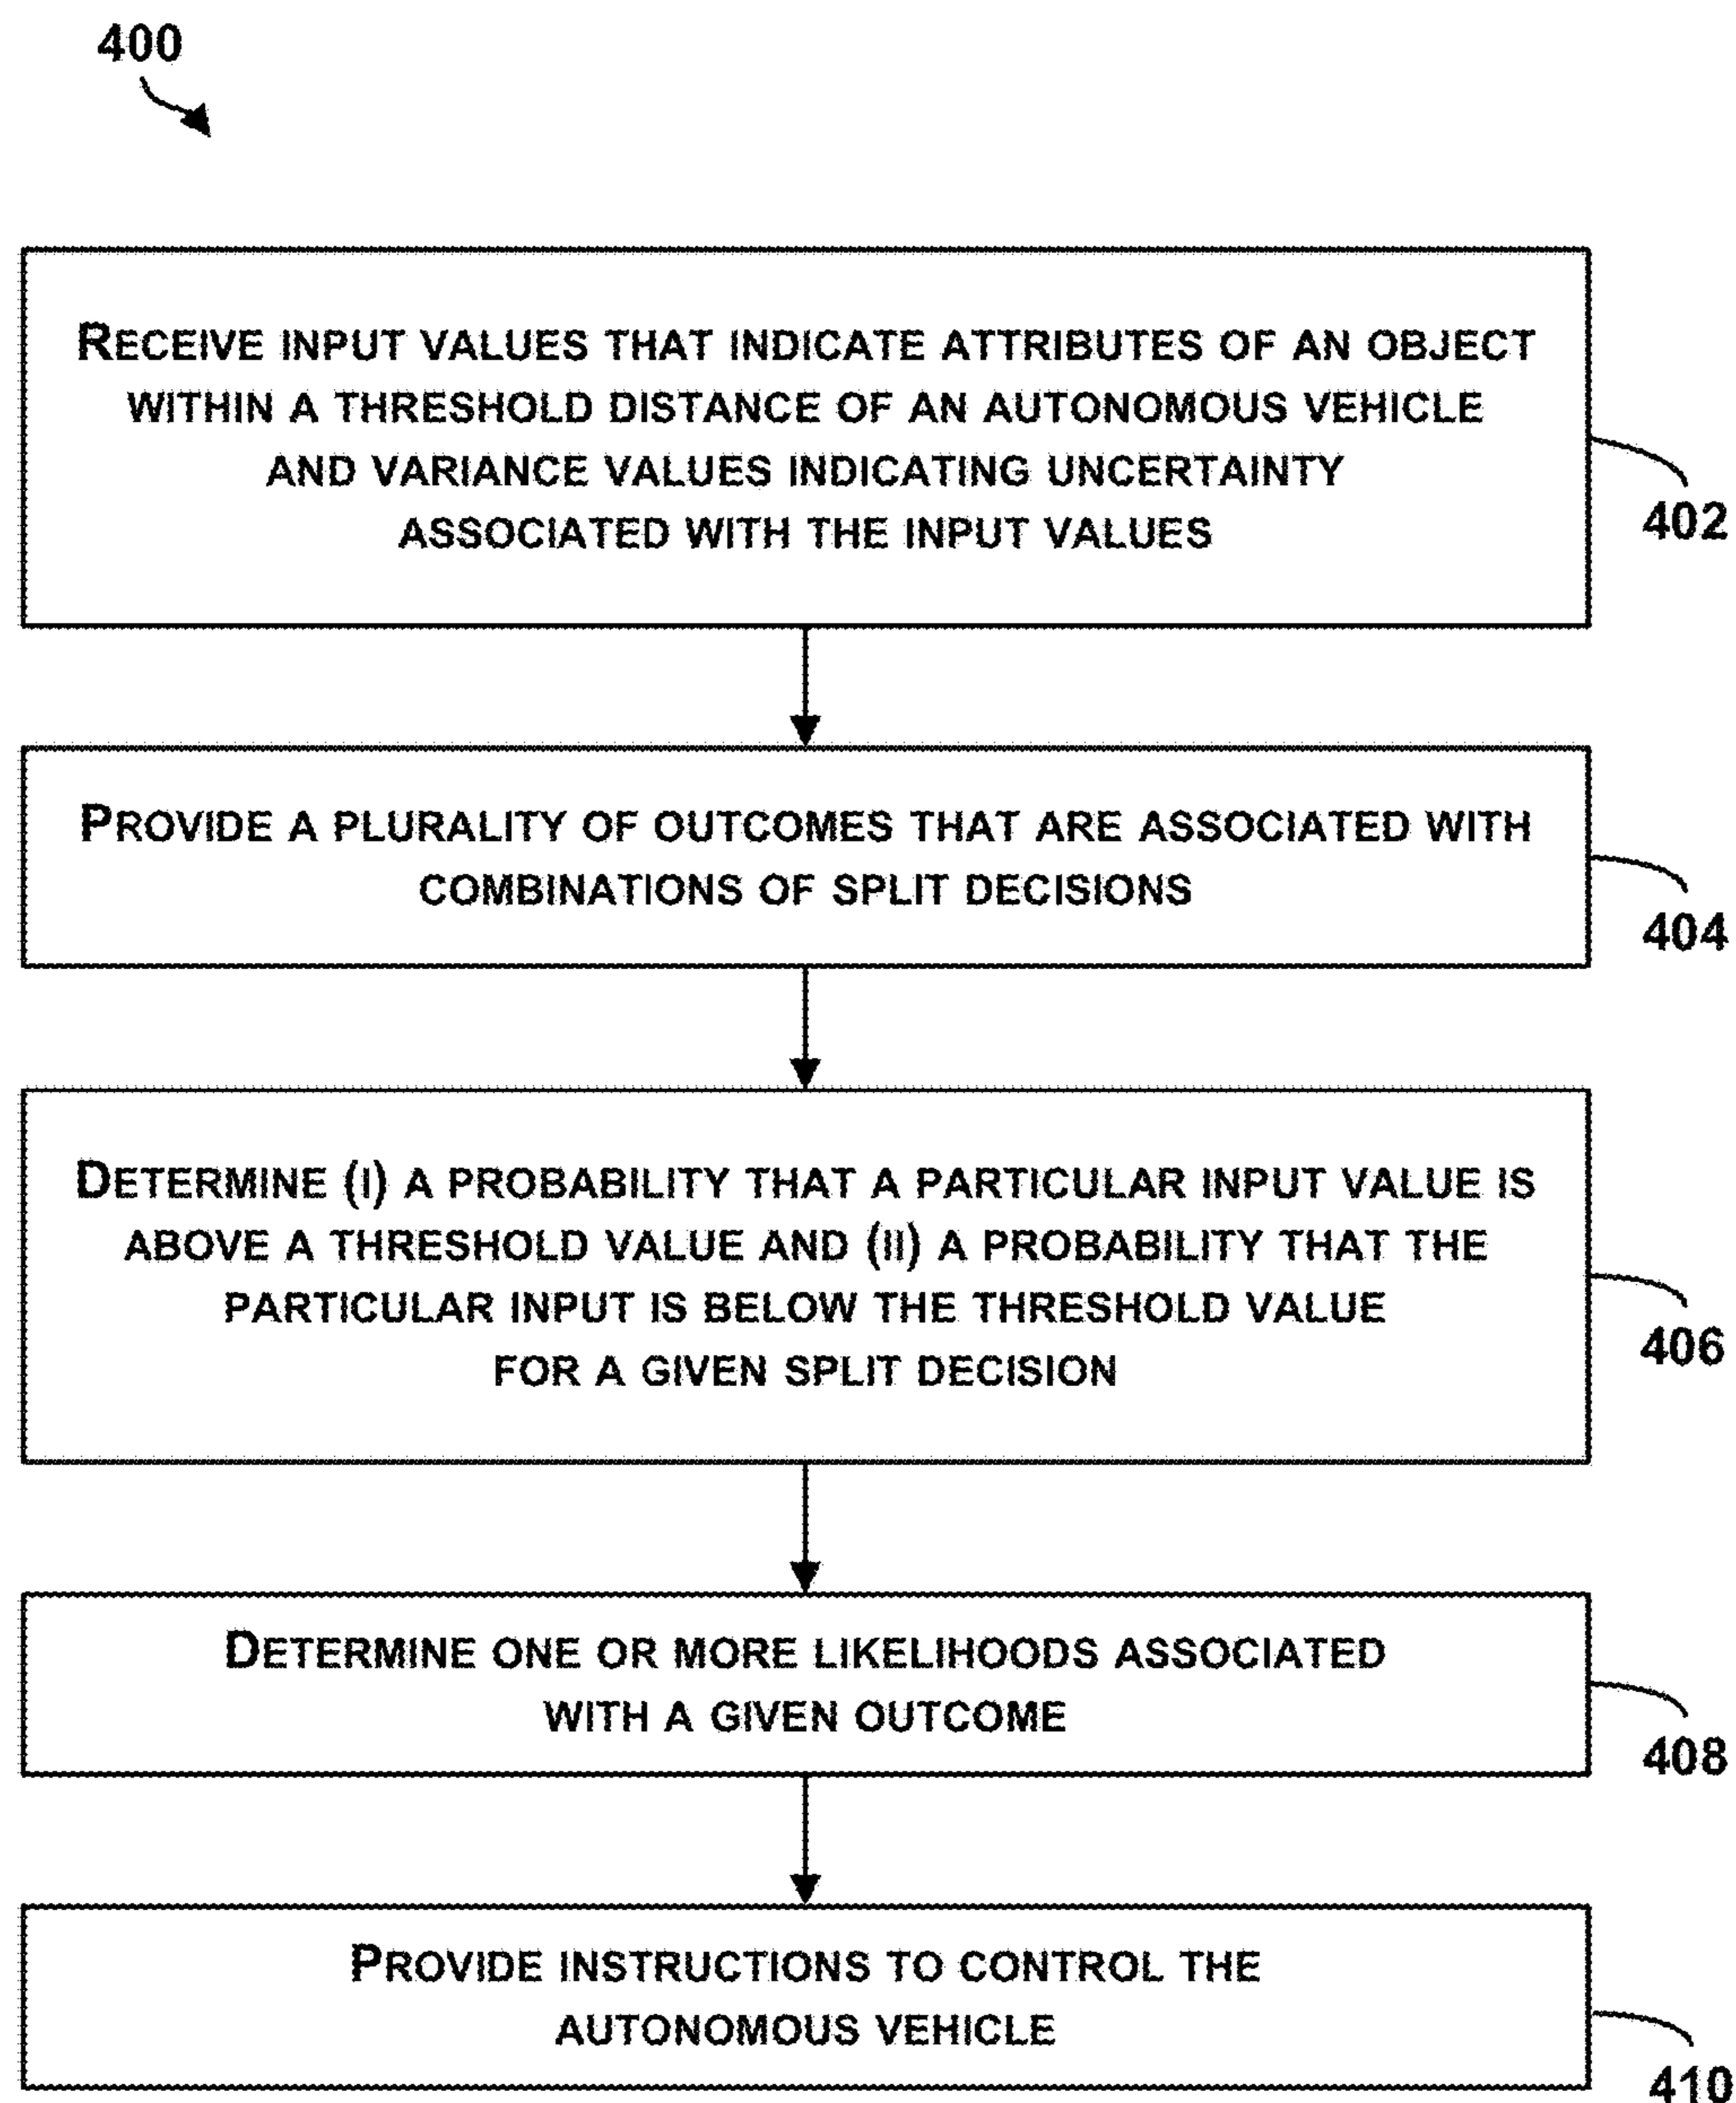 400
RECEIVE INPUT VALUES THAT INDICATE ATTRIBUTES OF AN OBJECT
WITHIN A THRESHOLD DISTANCE OF AN AUTONOMOUS VEHICLE
AND VARIANCE VALUES INDICATING UNCERTAINTY
ASSOCIATED WITH THE INPUT VALUES
402
PROVIDE A PLURALITY OF OUTCOMES THAT ARE ASSOCIATED WITH
COMBINATIONS OF SPLIT DECISIONS
404
DETERMINE (I) A PROBABILITY THAT A PARTICULAR INPUT VALUE IS
ABOVE A THRESHOLD VALUE AND (II) A PROBABILITY THAT THE
PARTICULAR INPUT IS BELOW THE THRESHOLD VALUE
FOR A GIVEN SPLIT DECISION
406
DETERMINE ONE OR MORE LIKELIHOODS ASSOCIATED
WITH A GIVEN OUTCOME
408
PROVIDE INSTRUCTIONS TO CONTROL THE
AUTONOMOUS VEHICLE
410